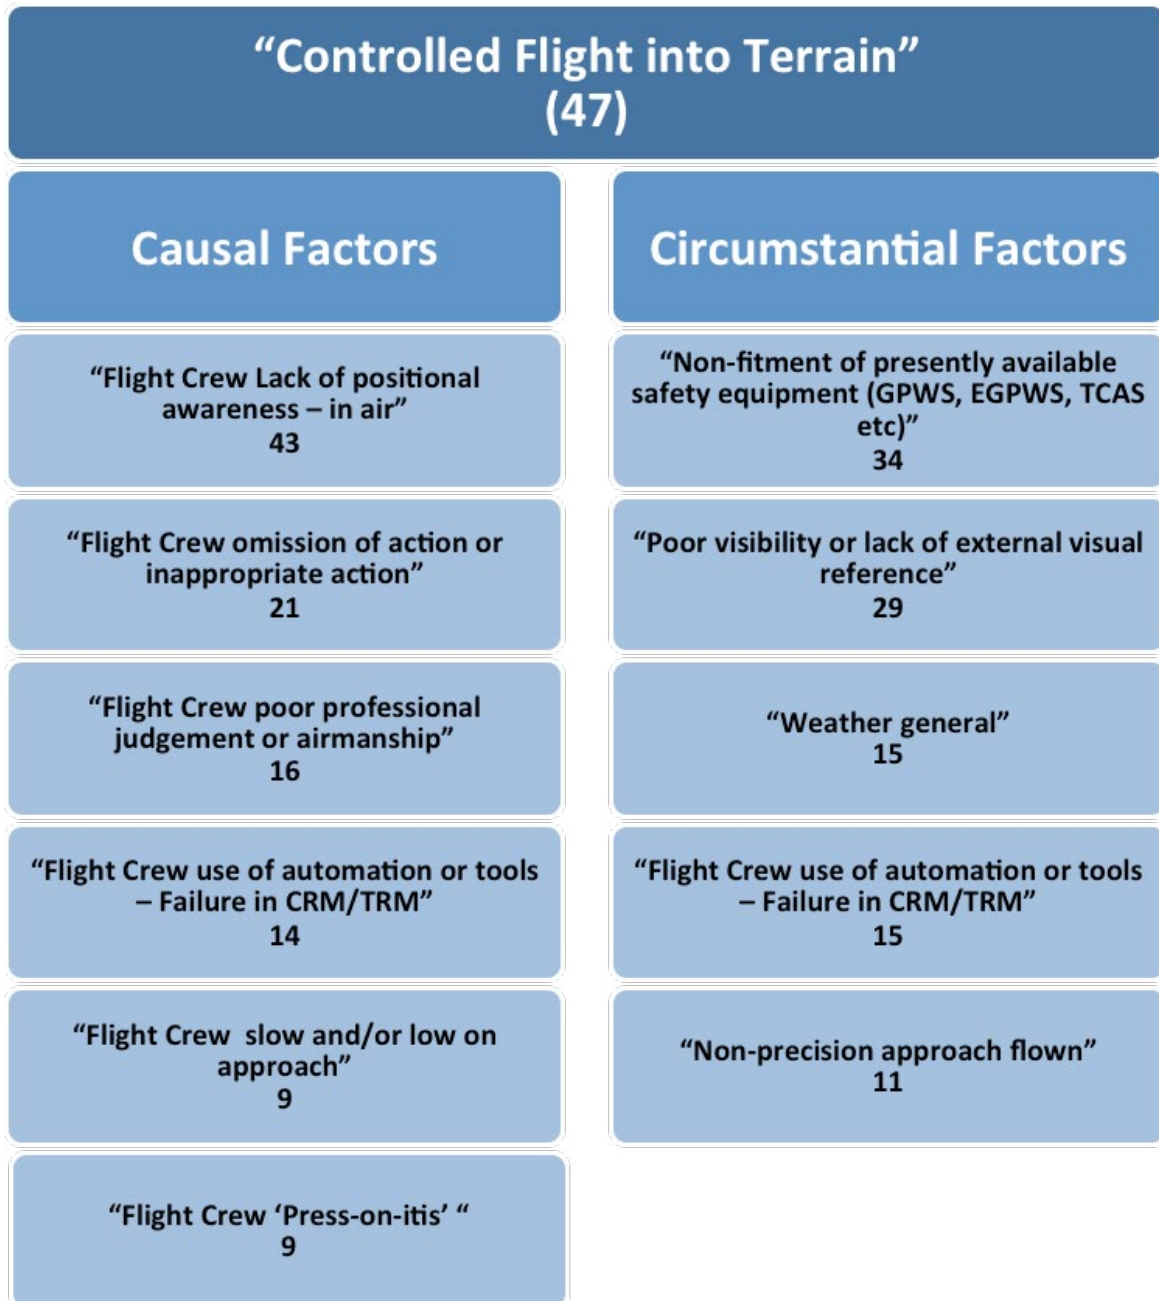 “Controlled Flight into Terrain”
(47)
Causal Factors
“Flight Crew Lack of positional
awareness – in air”
43
“Flight Crew omission of action or
inappropriate action”
21
“Flight Crew poor professional
judgement or airmanship”
16
“Flight Crew use of automation or tools
– Failure in CRM/TRM”
14
“Flight Crew  slow and/or low on
approach”
9
“Flight Crew ‘Press-on-itis’ “
9
Circumstantial Factors
“Non-fitment of presently available
safety equipment (GPWS, EGPWS, TCAS
etc)”
34
“Poor visibility or lack of external visual
reference”
29
“Weather general”
15
“Flight Crew use of automation or tools
– Failure in CRM/TRM”
15
“Non-precision approach flown”
11